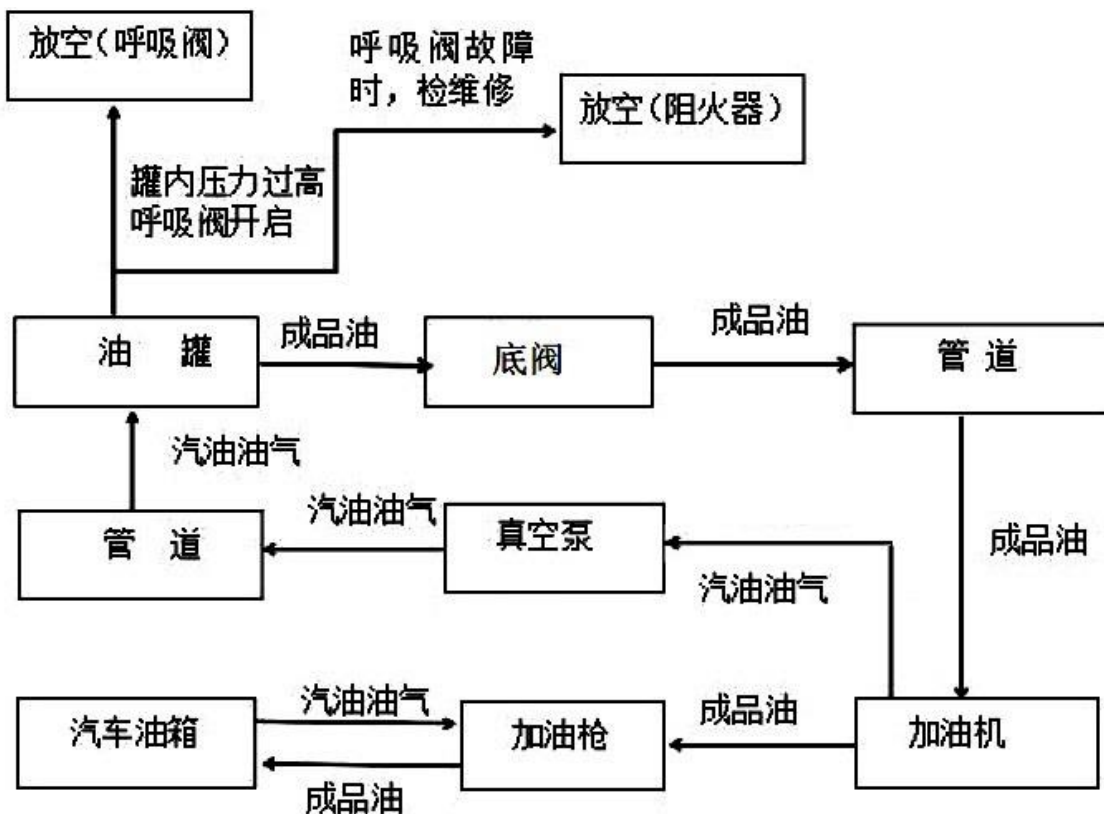 放空（呼吸阀）
呼吸阀故障
时，检维修
放空（阻火器）
罐内压力过高
呼吸阀开启
油 罐
成品油
底阀
成品油
管 道
汽油油气
成品油
管 道
汽油油气
真空泵
汽油油气
汽车油箱
汽油油气
加油枪
成品油
加油机
成品油